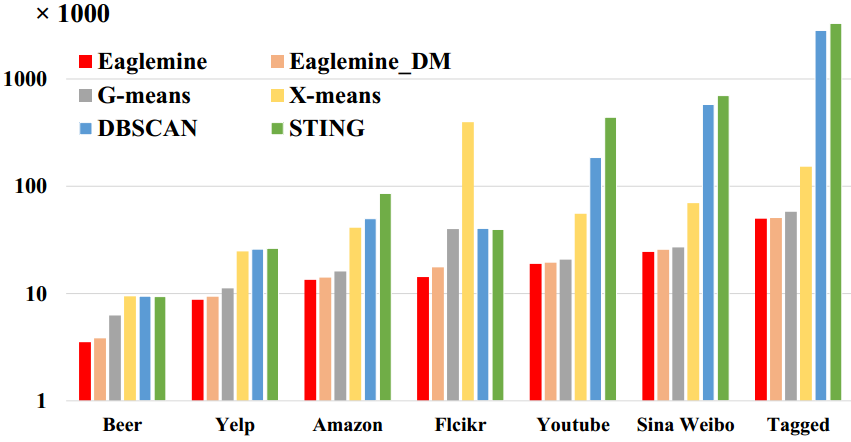 × 1000
Eaglemine Eaglemine_DM
G-means X-means
DBSCAN STING
1000
100
10
1
Beer Yelp Amazon Flcikr Youtube Sina Weibo Tagged